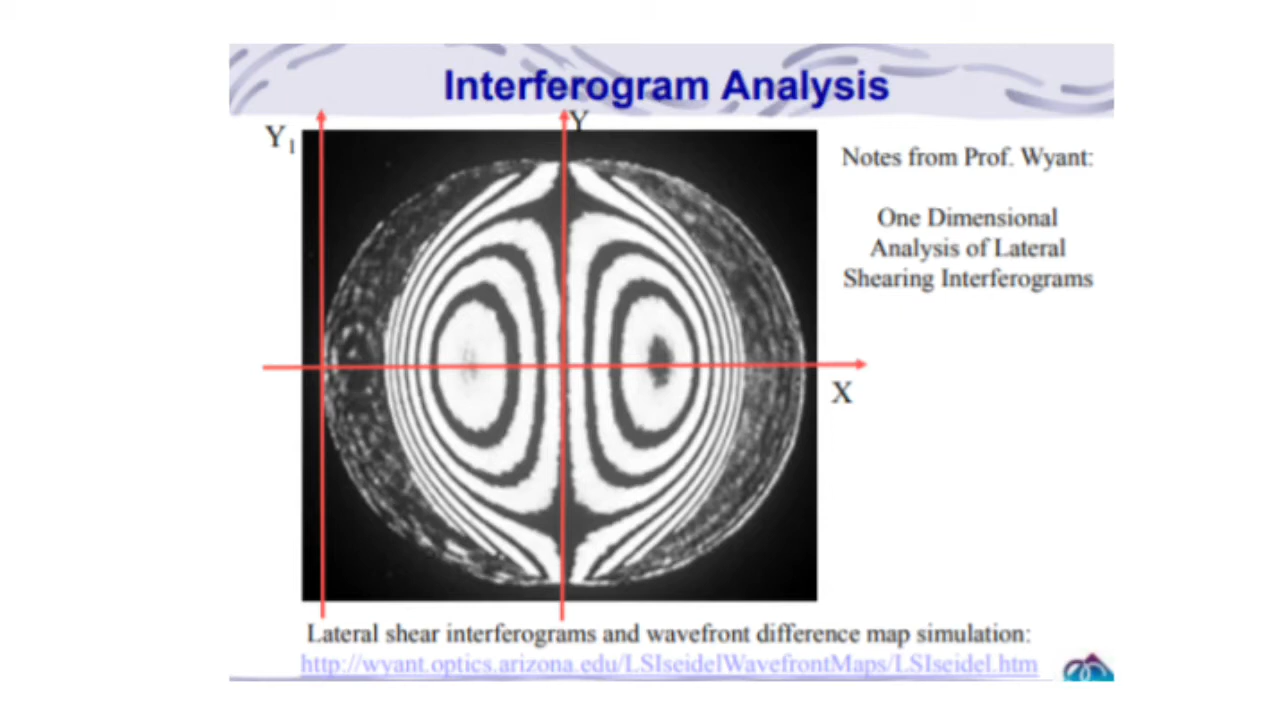 Interferogram Analysis
Y₁
Y
Notes from Prof. Wyant:
One Dimensional
Analysis of Lateral
Shearing Interferograms
X
Lateral shear interferograms and wavefront difference map simulation:
http://wyant.optics.arizona.edu/LSIseidelWavefrontMaps/LSIseidel.htm